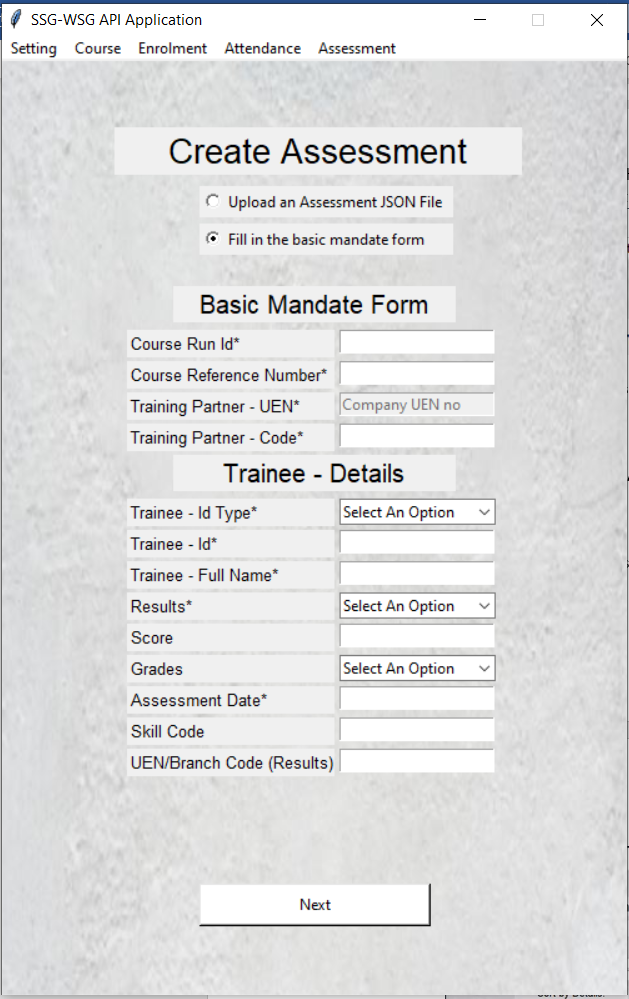 SSG-WSG API Application
Setting Course Enrolment Attendance Assessment
Create Assessment
Upload an Assessment JSON File
Fill in the basic mandate form
Basic Mandate Form
Course Run Id*
Course Reference Number*
Training Partner - UEN* Company UEN no
Training Partner - Code*
Trainee - Details
Trainee - Id Type* Select An Option
Trainee - Id*
Trainee - Full Name*
Results* Select An Option
Score
Grades Select An Option
Assessment Date*
Skill Code
UEN/Branch Code (Results)
Next